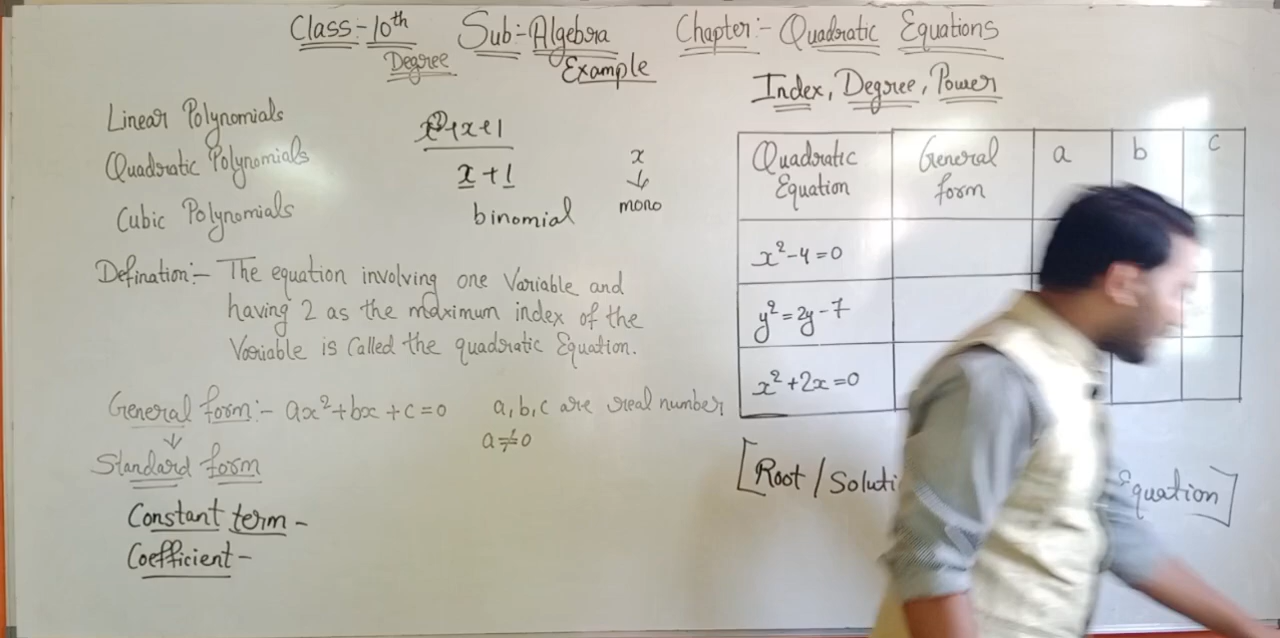 Class:- 10th Sub:- Algebra Chapter:- Quadratic Equations
Degree Example
Index, Degree, Power
Linear Polynomials
Quadratic Polynomials
Cubic Polynomials
x²+x+1
x+1
binomial
x
↓
mono
Defination:- The equation involving one Variable and
having 2 as the maximum index of the
Variable is Called the quadratic Equation.
General form:- ax²+bx+c=0 a,b,c are real number
a≠0
↓
Standard form
Constant term -
Coefficient -
Quadratic Equation General form a b c
x²-4=0
y²=2y-7
x²+2x=0
[Root / Equation]